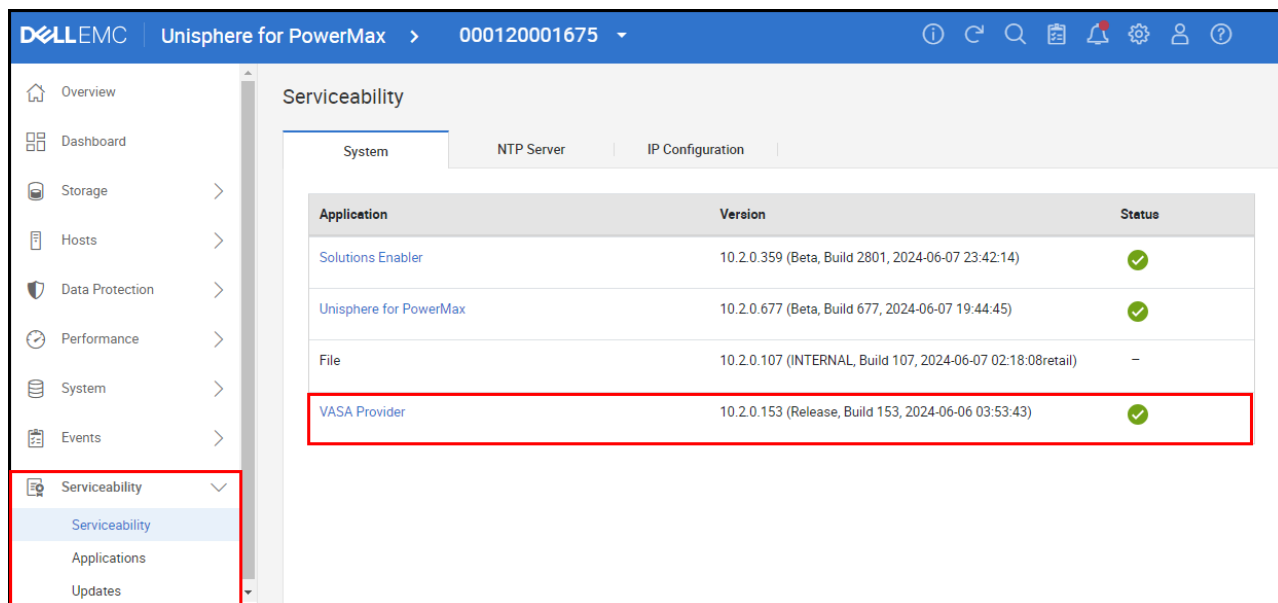 DELLEMC Unisphere for PowerMax > 000120001675
Overview
Dashboard
Storage
Hosts
Data Protection
Performance
System
Events
Serviceability
Serviceability
Applications
Updates
Serviceability
System NTP Server IP Configuration
Application Version Status
Solutions Enabler 10.2.0.359 (Beta, Build 2801, 2024-06-07 23:42:14)
Unisphere for PowerMax 10.2.0.677 (Beta, Build 677, 2024-06-07 19:44:45)
File 10.2.0.107 (INTERNAL, Build 107, 2024-06-07 02:18:08retail) –
VASA Provider 10.2.0.153 (Release, Build 153, 2024-06-06 03:53:43)